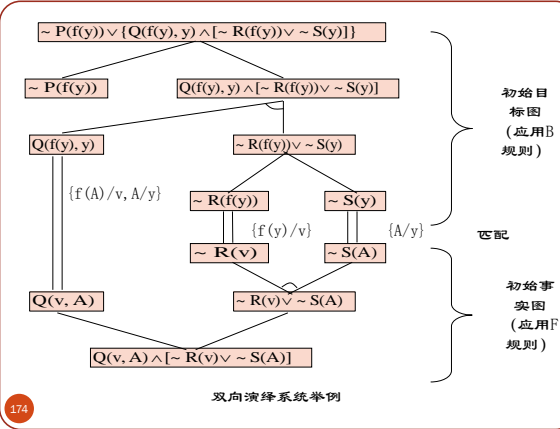 ~ P(f(y))∨{Q(f(y), y)∧[~ R(f(y))∨ ~ S(y)]}
~ P(f(y))
Q(f(y), y)∧[~ R(f(y))∨ ~ S(y)]
初始目
标图
(应用B
规则)
Q(f(y), y)
~ R(f(y))∨ ~ S(y)
{f(A)/v, A/y}
~ R(f(y))
~ S(y)
{f(y)/v}
{A/y}
匹配
~ R(v)
~ S(A)
Q(v, A)
~ R(v)∨ ~ S(A)
初始事
实图
(应用F
规则)
Q(v, A)∧[~ R(v)∨ ~ S(A)]
双向演绎系统举例
174